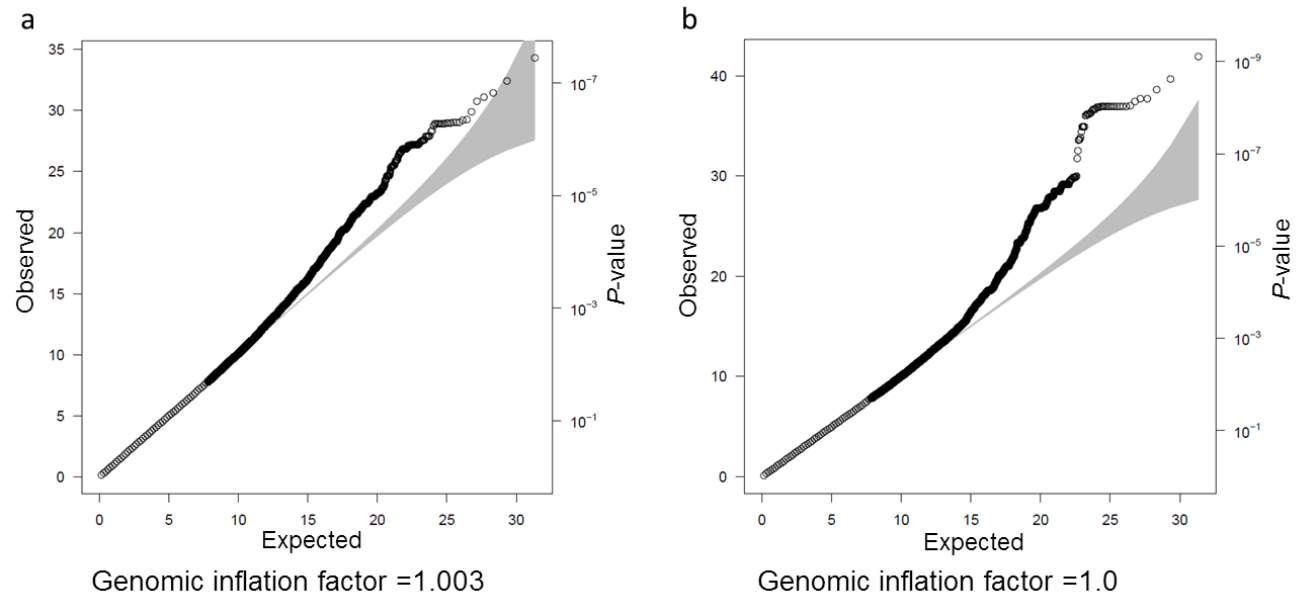 a
35
30
25
20
15
10
5
0
Observed
10-7
10-5
10-3
10-1
P-value
0 5 10 15 20 25 30
Expected
Genomic inflation factor =1.003
b
40
30
20
10
0
Observed
10-9
10-7
10-5
10-3
10-1
P-value
0 5 10 15 20 25 30
Expected
Genomic inflation factor =1.0